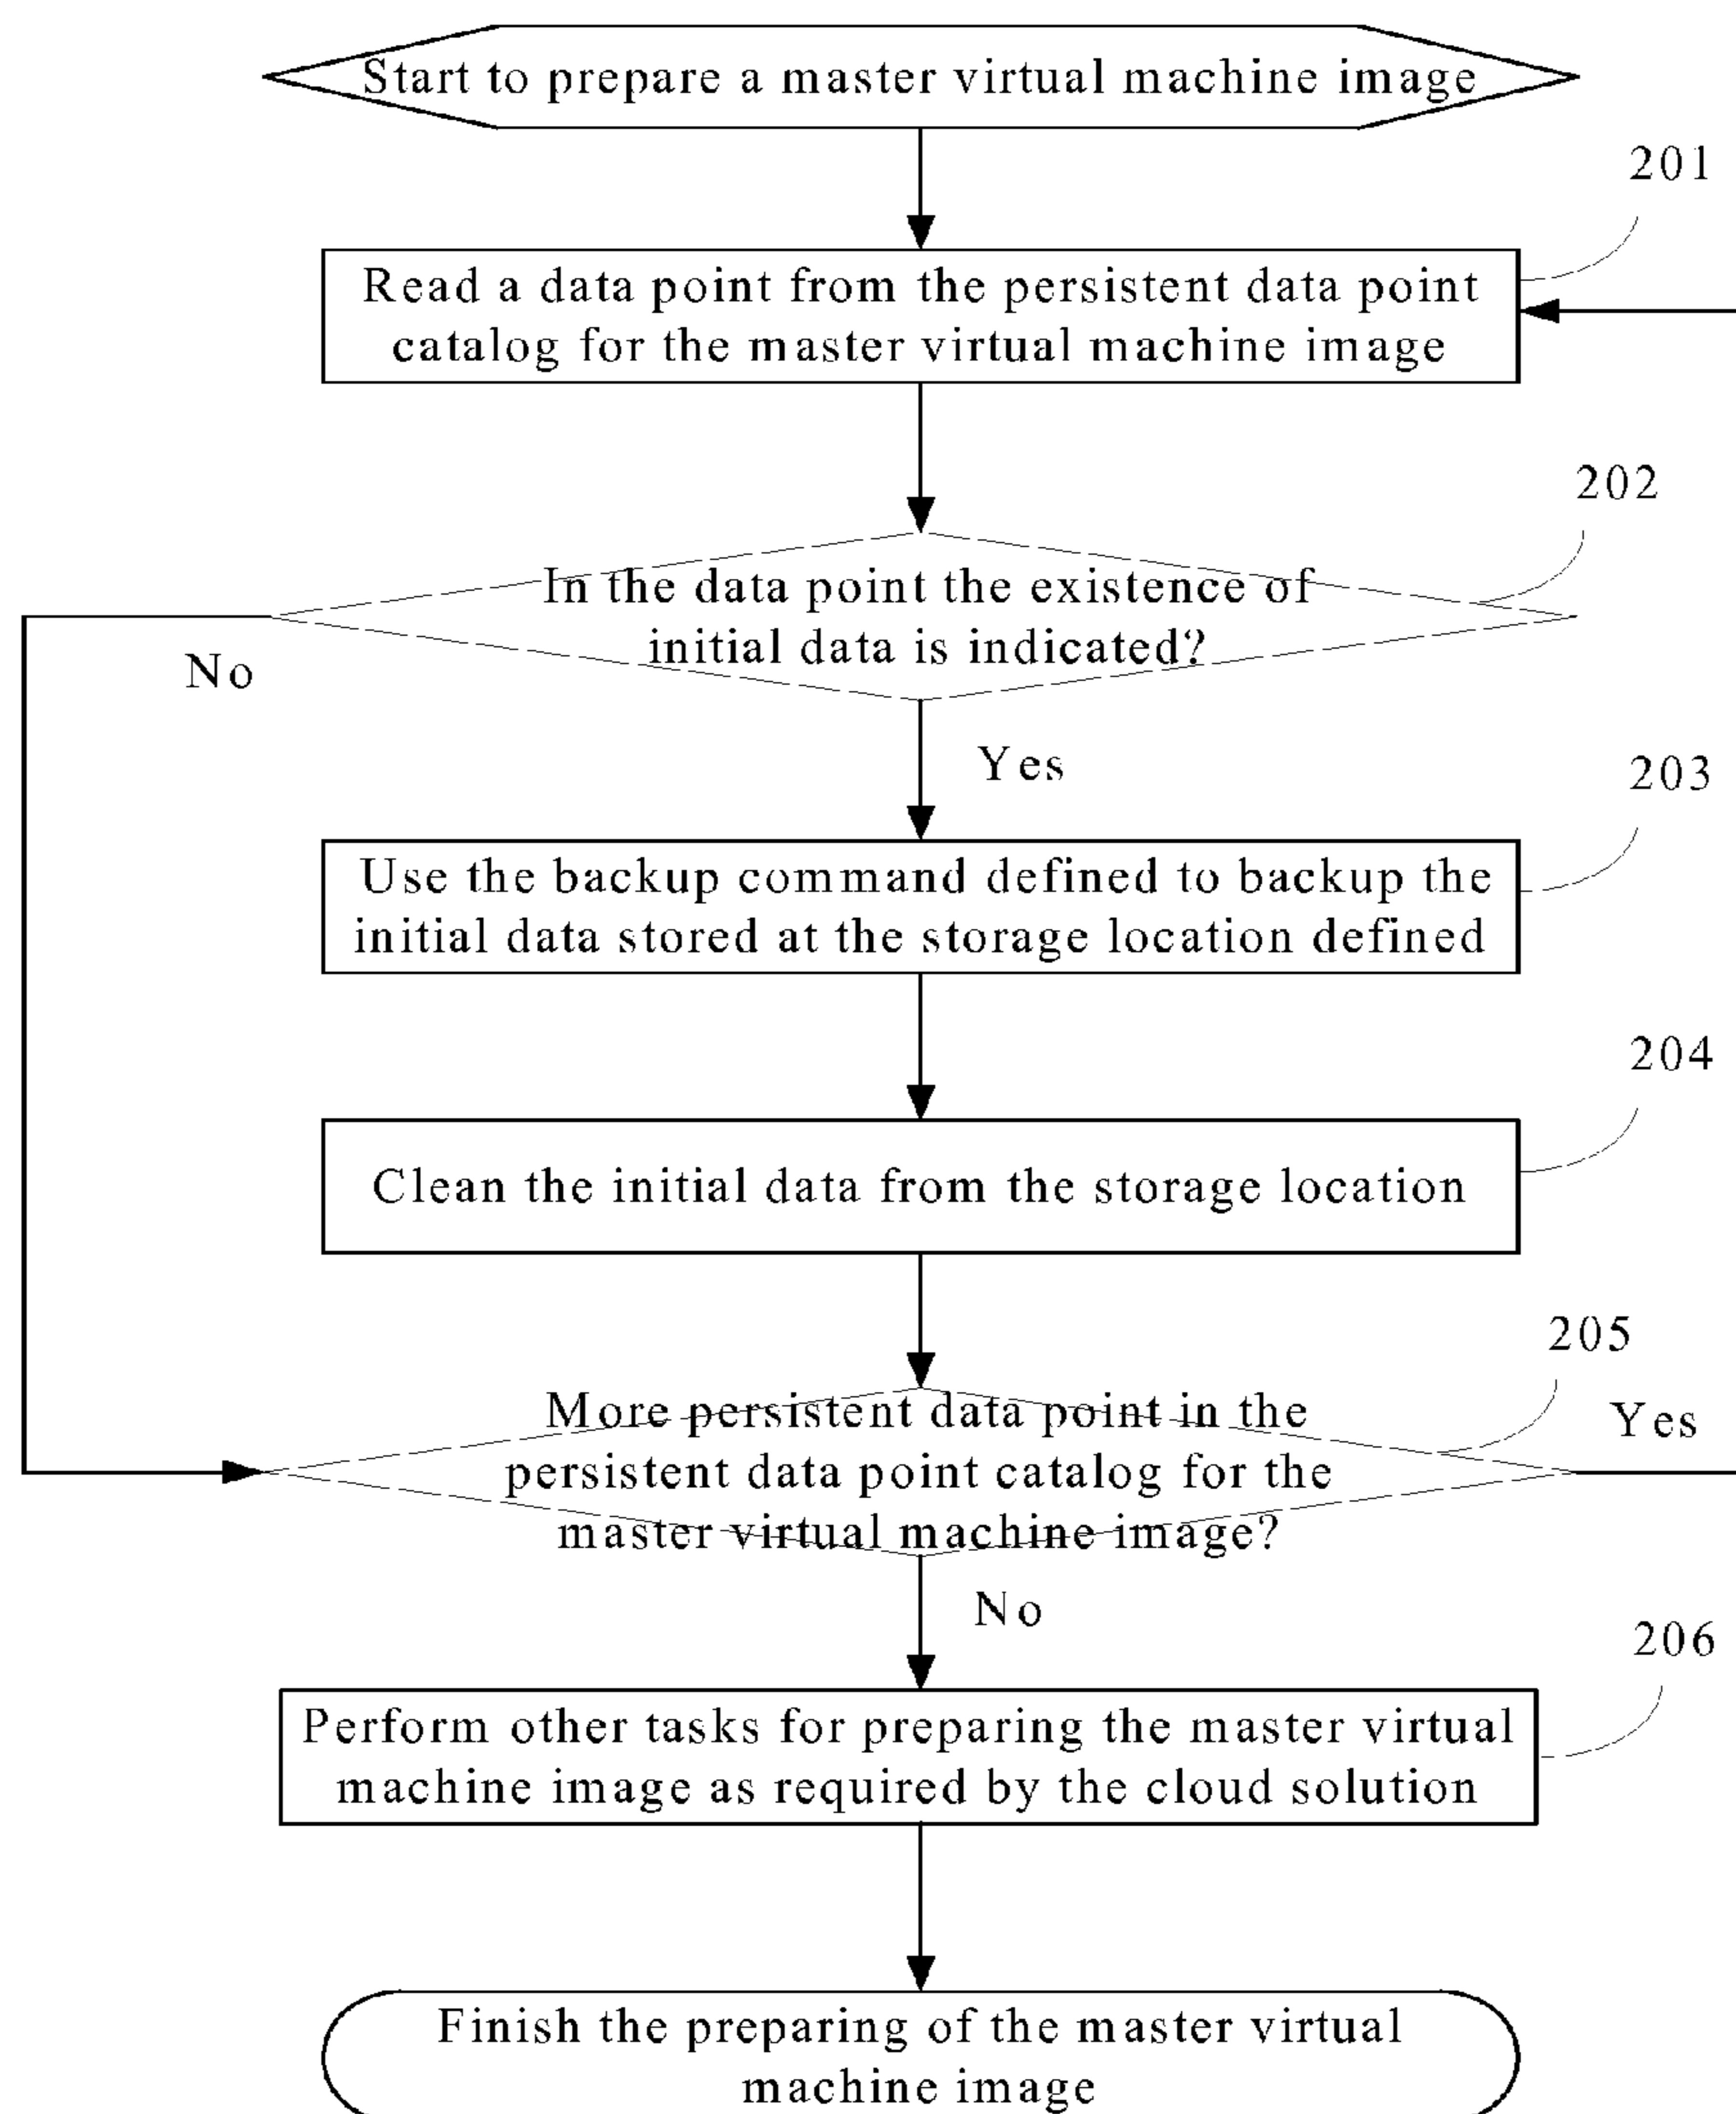 Start to prepare a master virtual machine image
201
Read a data point from the persistent data point
catalog for the master virtual machine image
202
In the data point the existence of
initial data is indicated?
No
Yes
203
Use the backup command defined to backup the
initial data stored at the storage location defined
204
Clean the initial data from the storage location
205
More persistent data point in the
persistent data point catalog for the
master virtual machine image?
Yes
No
206
Perform other tasks for preparing the master virtual
machine image as required by the cloud solution
Finish the preparing of the master virtual
machine image